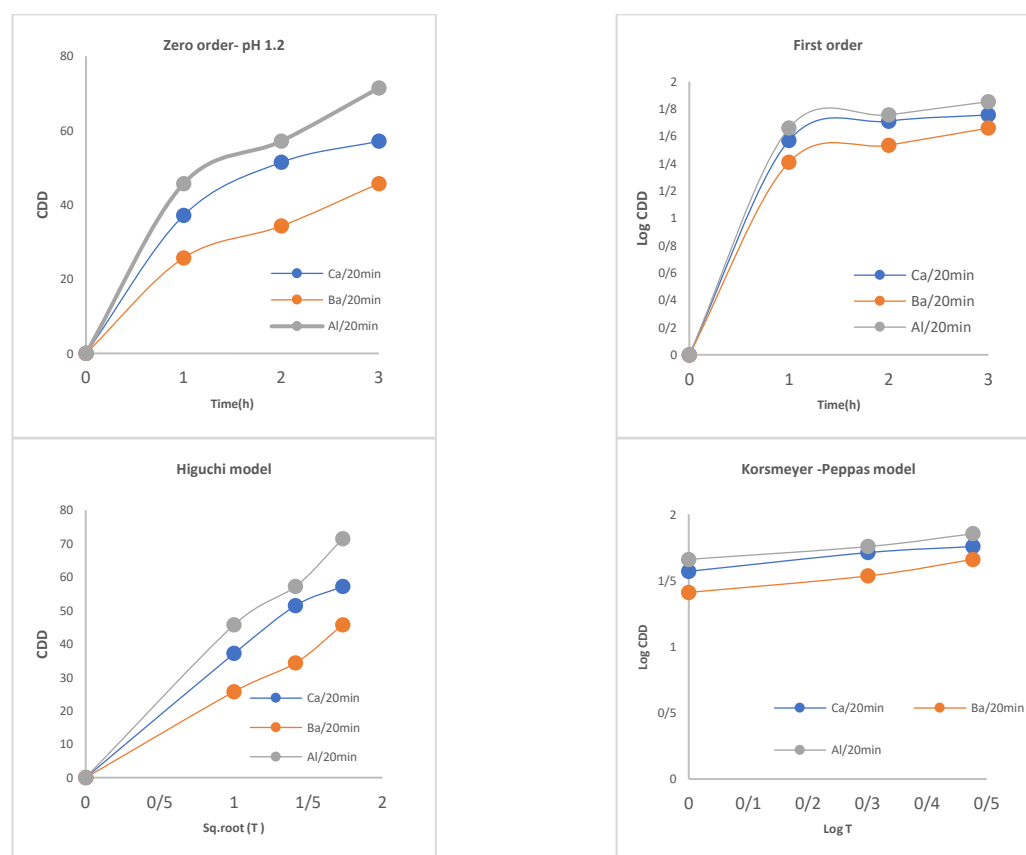 Zero order- pH 1.2
80
60
40
20
0
CDD
0 1 2 3
Time(h)
Ca/20min
Ba/20min
Al/20min
First order
2
1/8
1/6
1/4
1/2
1
0/8
0/6
0/4
0/2
0
Log CDD
0 1 2 3
Time(h)
Ca/20min
Ba/20min
Al/20min
Higuchi model
80
70
60
50
40
30
20
10
0
CDD
0 0/5 1 1/5 2
Sq.root (T )
Ca/20min
Ba/20min
Al/20min
Korsmeyer -Peppas model
2
1/5
1
0/5
0
Log CDD
0 0/1 0/2 0/3 0/4 0/5
Log T
Ca/20min Ba/20min
Al/20min